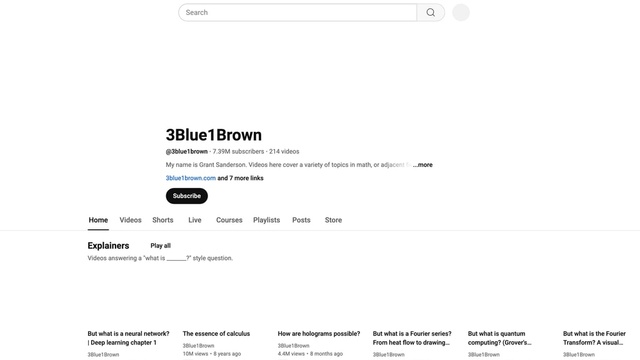 Search
3Blue1Brown
@3blue1brown · 7.39M subscribers · 214 videos
My name is Grant Sanderson. Videos here cover a variety of topics in math, or adjacent ...more
3blue1brown.com and 7 more links
Subscribe
Home Videos Shorts Live Courses Playlists Posts Store
Explainers Play all
Videos answering a "what is ______?" style question.
But what is a neural network? The essence of calculus How are holograms possible? But what is a Fourier series? But what is quantum But what is the Fourier
| Deep learning chapter 1 3Blue1Brown 3Blue1Brown From heat flow to drawing... computing? (Grover's... Transform? A visual...
3Blue1Brown 10M views · 8 years ago 4.4M views · 8 months ago 3Blue1Brown 3Blue1Brown 3Blue1Brown